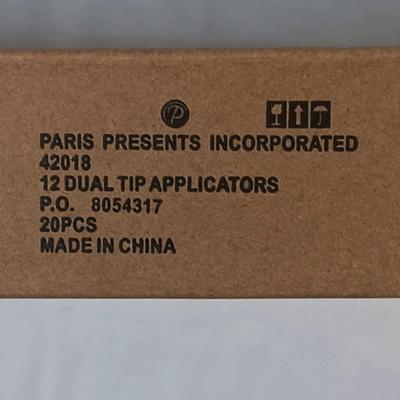 PARIS PRESENTS INCORPORATED
42018
12 DUAL TIP APPLICATORS
P.O. 8054317
20PCS
MADE IN CHINA